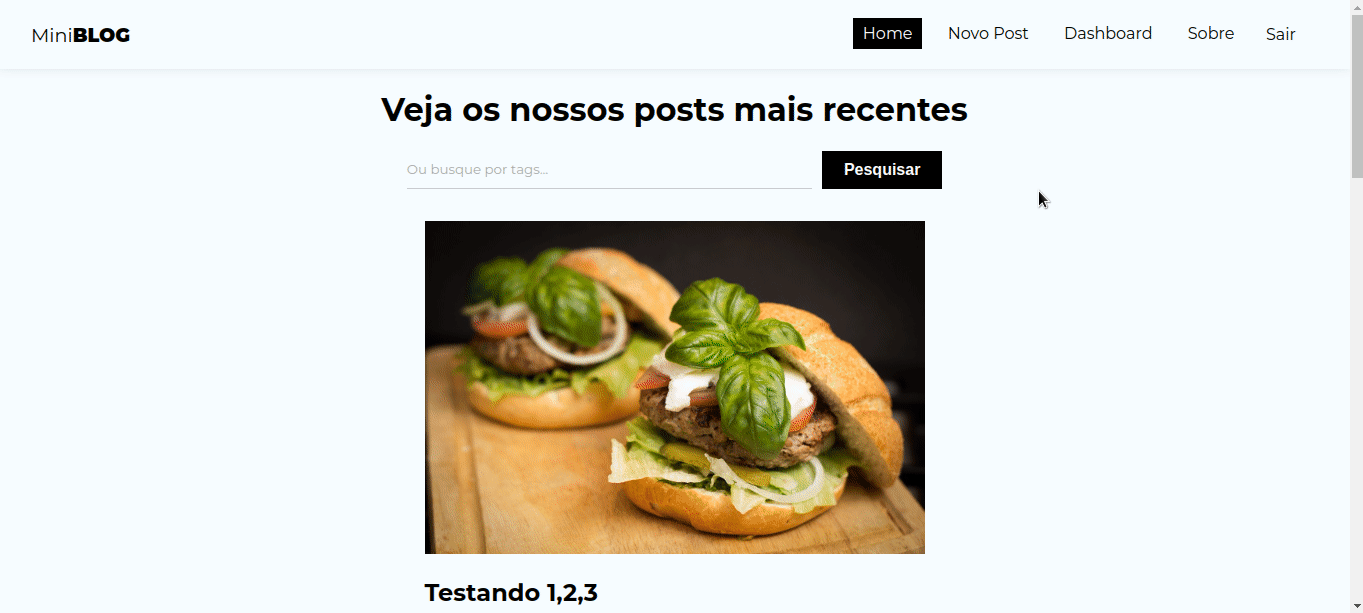 MiniBLOG
Home Novo Post Dashboard Sobre Sair
Veja os nossos posts mais recentes
Ou busque por tags...
Pesquisar
Testando 1,2,3